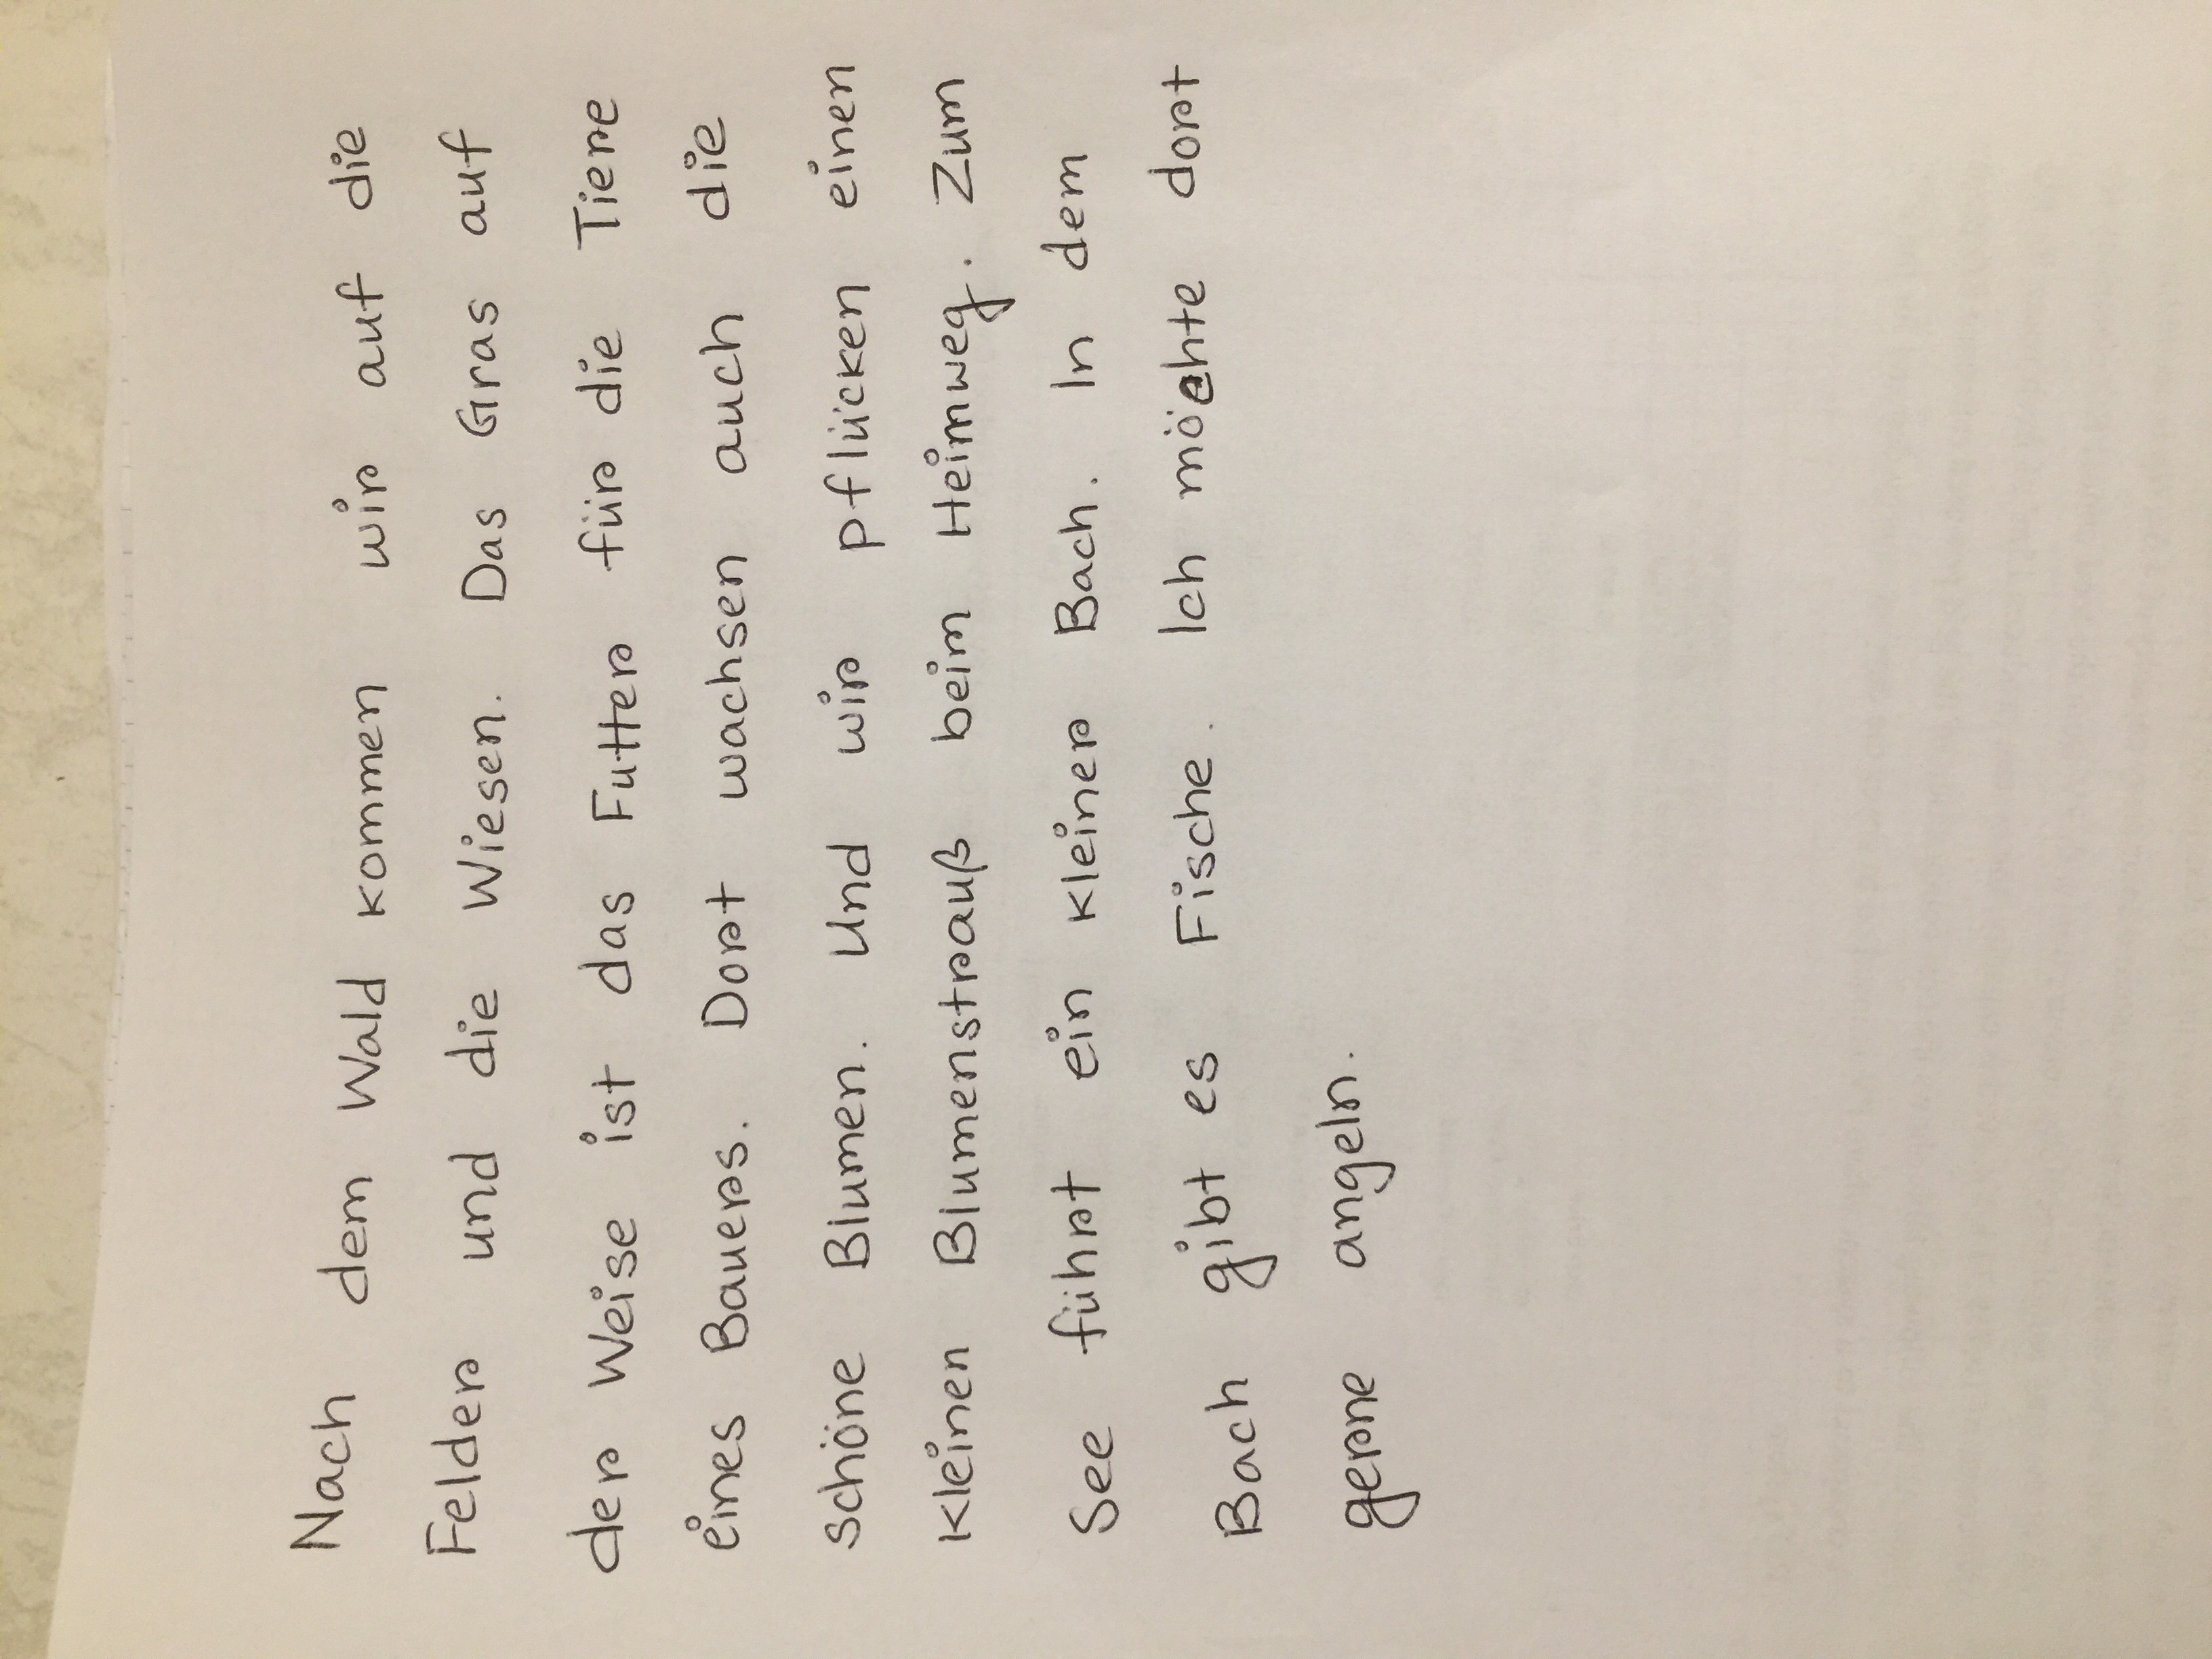 Nach dem Wald kommen wir auf die
Felder und die Wiesen. Das Gras auf
der Weise ist das Futter für die Tiere
eines Bauers. Dort wachsen auch die
schöne Blumen. Und wir pflücken einen
kleinen Blumenstrauß beim Heimweg. Zum
See führt ein kleiner Bach. In dem
Bach gibt es Fische. Ich möchte dort
gerne angeln.